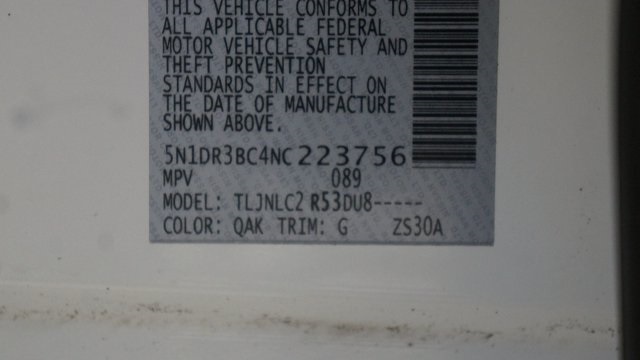 THIS VEHICLE CONFORMS TO
ALL APPLICABLE FEDERAL
MOTOR VEHICLE SAFETY AND
THEFT PREVENTION
STANDARDS IN EFFECT ON
THE DATE OF MANUFACTURE
SHOWN ABOVE.
5N1DR3BC4NC223756
MPV 089
MODEL: TLJNLC2 R53DU8-----
COLOR: QAK TRIM: G ZS30A